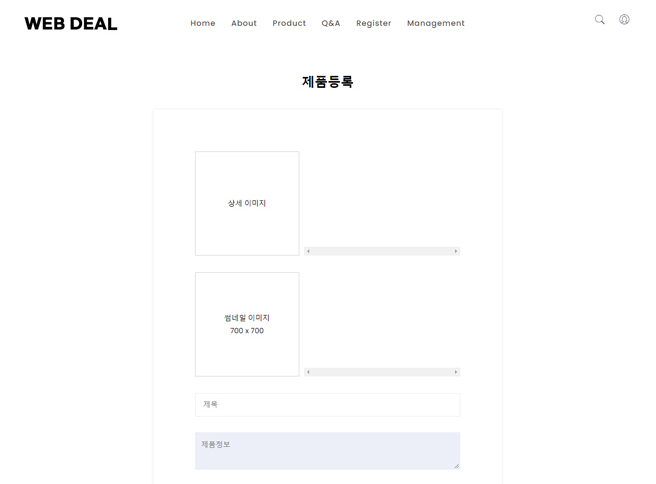 WEB DEAL
Home About Product Q&A Register Management
제품등록
상세 이미지
썸네일 이미지
700 x 700
제목
제품정보